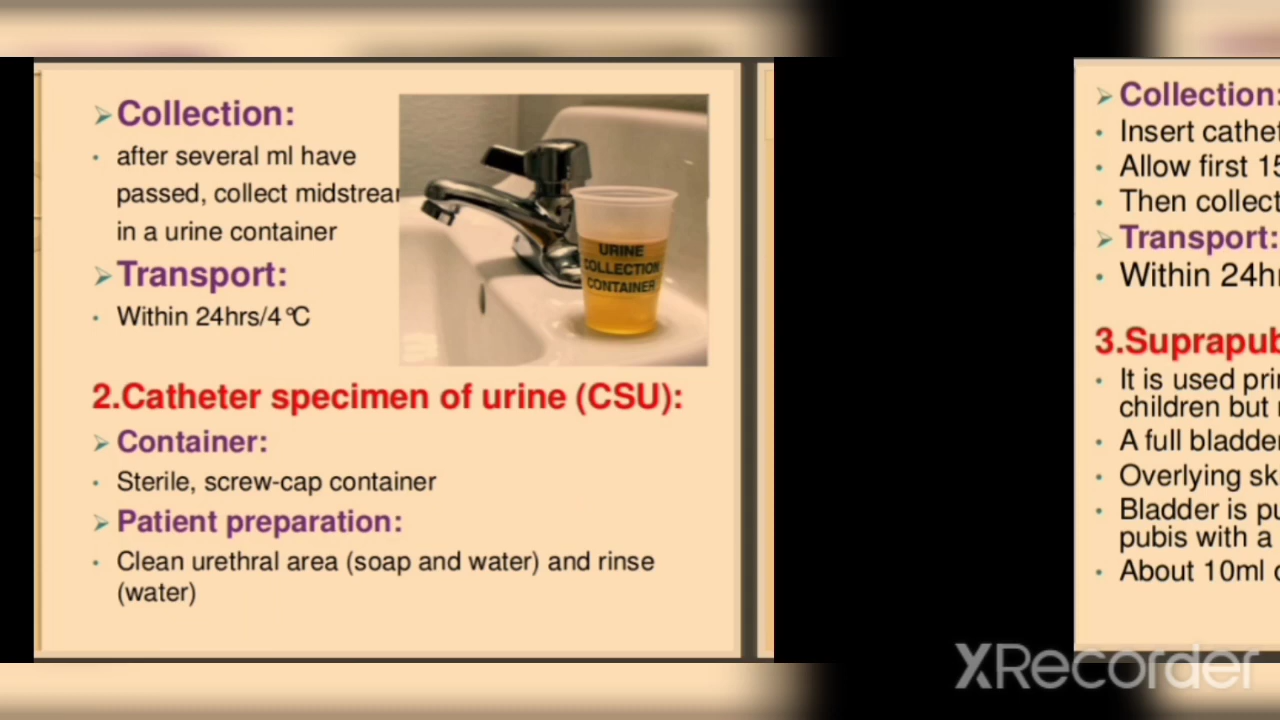 Collection:
after several ml have
passed, collect midstrear
in a urine container
Transport:
Within 24hrs/4°C
URINE
COLLECTION
CONTAINER
2.Catheter specimen of urine (CSU):
Container:
Sterile, screw-cap container
Patient preparation:
Clean urethral area (soap and water) and rinse
(water)
Collection:
Insert cathet
Allow first 15
Then collect
Transport:
Within 24hr
3.Suprapub
It is used prin
children but
A full bladder
Overlying sk
Bladder is pu
pubis with a
About 10ml
XRecorder